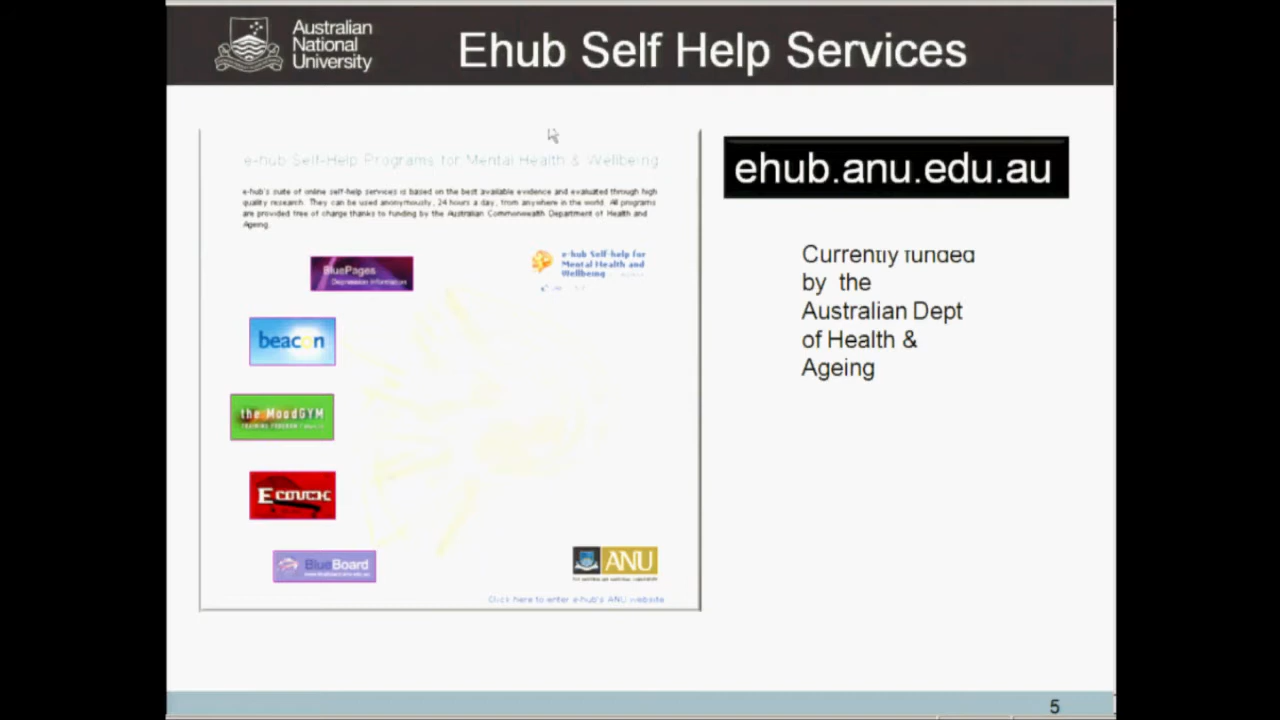 Australian
National
University
Ehub Self Help Services
e-hub Self-Help Programs for Mental Health & Wellbeing
e-hub's suite of online self-help services is based on the best available evidence and evaluated through high
quality research. They can be used anonymously, 24 hours a day, from anywhere in the world. All programs
are provided free of charge thanks to funding by the Australian Commonwealth Department of Health and
Ageing.
ehub.anu.edu.au
Currently funded
by the
Australian Dept
of Health &
Ageing
BluePages
Depression Information
e-hub Self-help for
Mental Health and
Wellbeing
beacon
the MoodGYM
TRAINING PROGRAM
E couch
BlueBoard
ANU
Click here to enter e-hub's ANU website
5